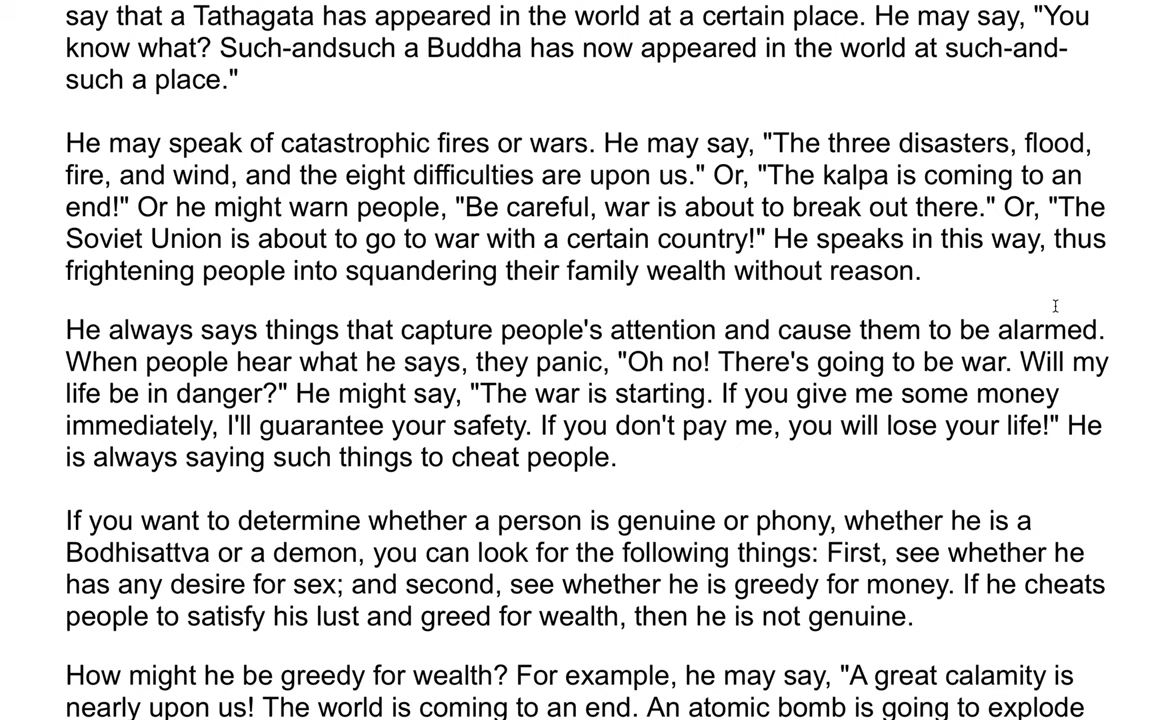 say that a Tathagata has appeared in the world at a certain place. He may say, "You
know what? Such-andsuch a Buddha has now appeared in the world at such-and-
such a place."
He may speak of catastrophic fires or wars. He may say, "The three disasters, flood,
fire, and wind, and the eight difficulties are upon us." Or, "The kalpa is coming to an
end!" Or he might warn people, "Be careful, war is about to break out there." Or, "The
Soviet Union is about to go to war with a certain country!" He speaks in this way, thus
frightening people into squandering their family wealth without reason.
He always says things that capture people's attention and cause them to be alarmed.
When people hear what he says, they panic, "Oh no! There's going to be war. Will my
life be in danger?" He might say, "The war is starting. If you give me some money
immediately, I'll guarantee your safety. If you don't pay me, you will lose your life!" He
is always saying such things to cheat people.
If you want to determine whether a person is genuine or phony, whether he is a
Bodhisattva or a demon, you can look for the following things: First, see whether he
has any desire for sex; and second, see whether he is greedy for money. If he cheats
people to satisfy his lust and greed for wealth, then he is not genuine.
How might he be greedy for wealth? For example, he may say, "A great calamity is
nearly upon us! The world is coming to an end. An atomic bomb is going to explode